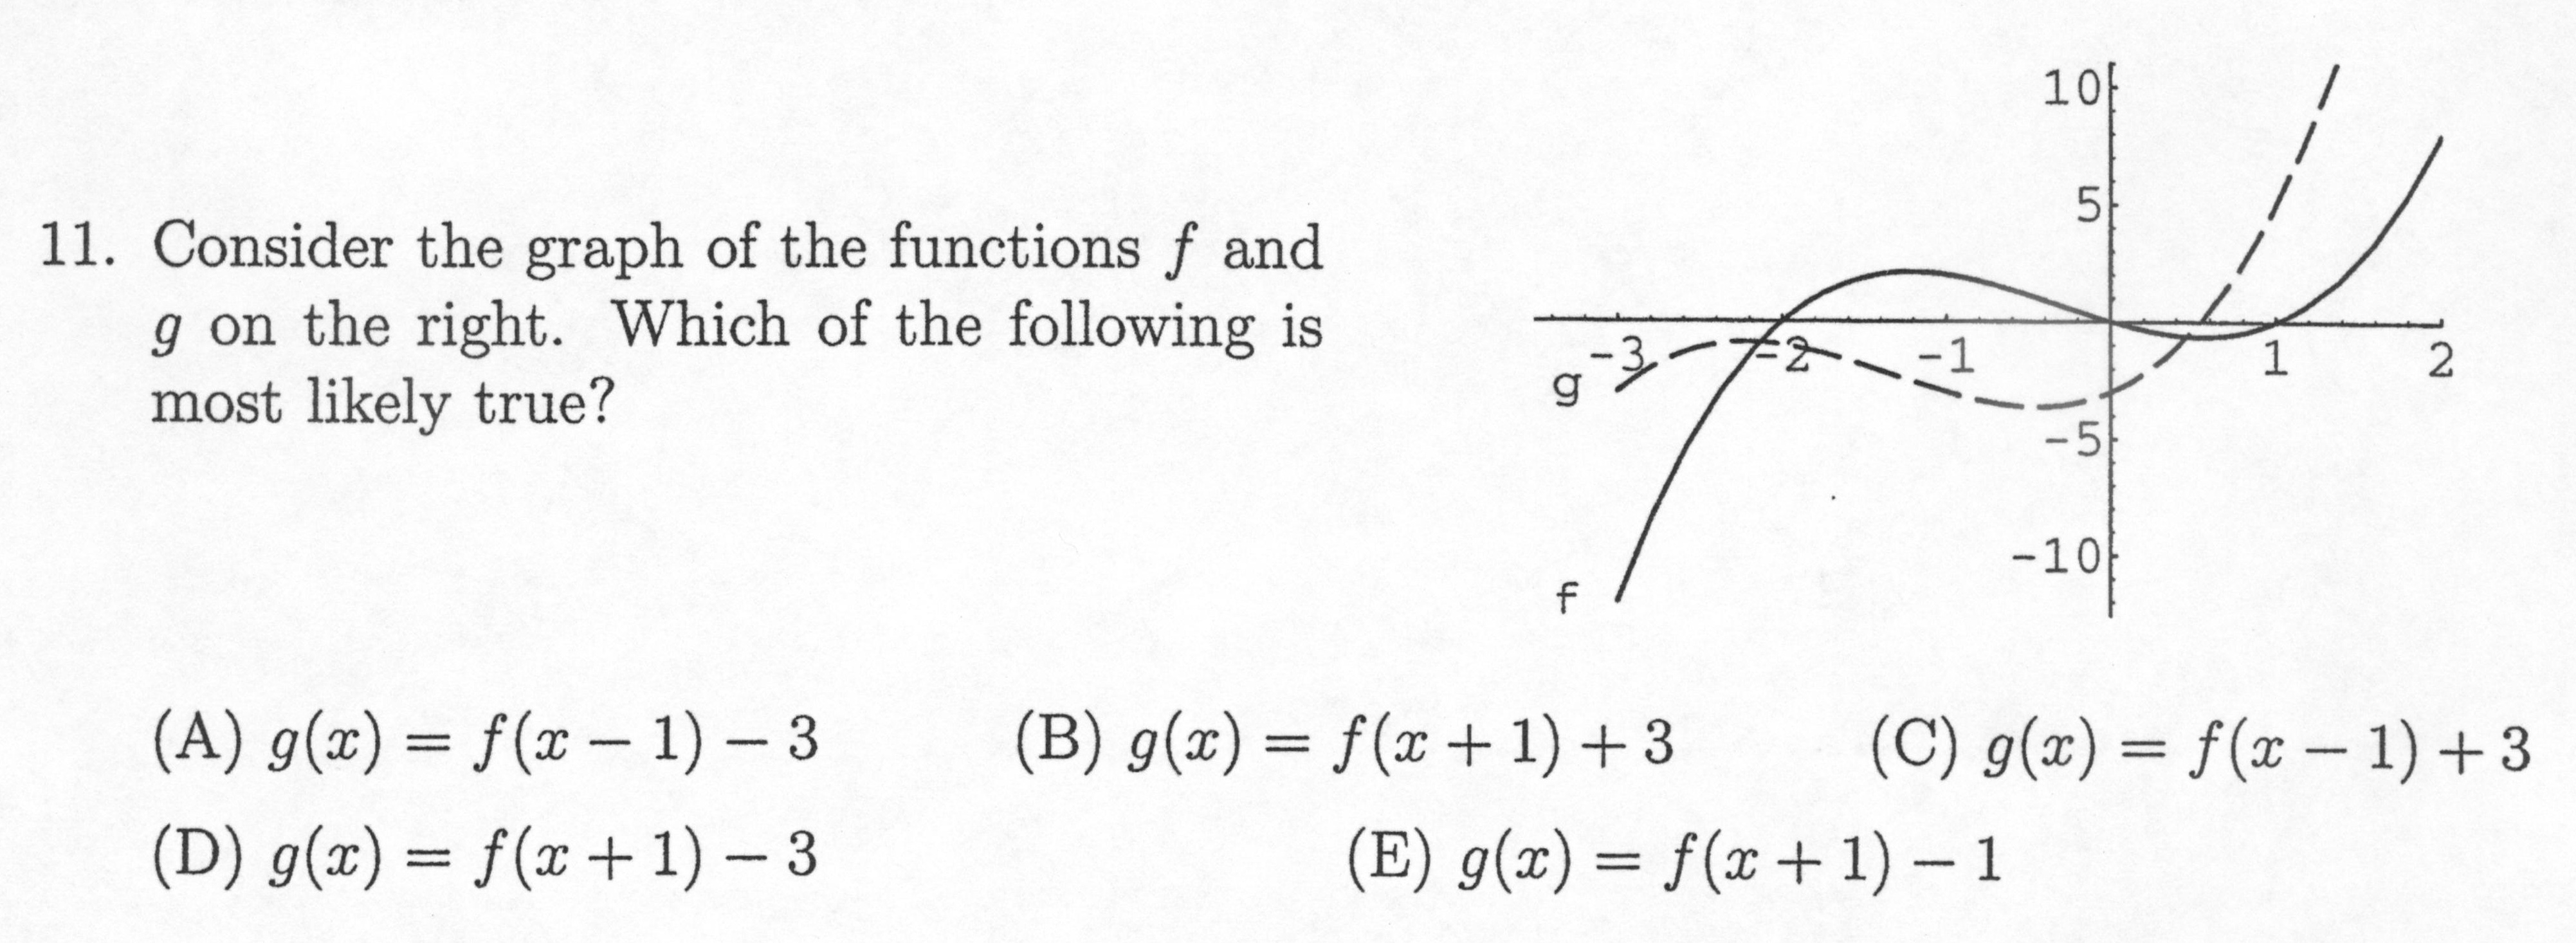 11. Consider the graph of the functions f and
g on the right. Which of the following is
most likely true?
10
5
-3 -2 -1 1 2
g
-5
-10
f
(A) g(x) = f(x − 1) − 3 (B) g(x) = f(x + 1) + 3 (C) g(x) = f(x − 1) + 3
(D) g(x) = f(x + 1) − 3 (E) g(x) = f(x + 1) − 1